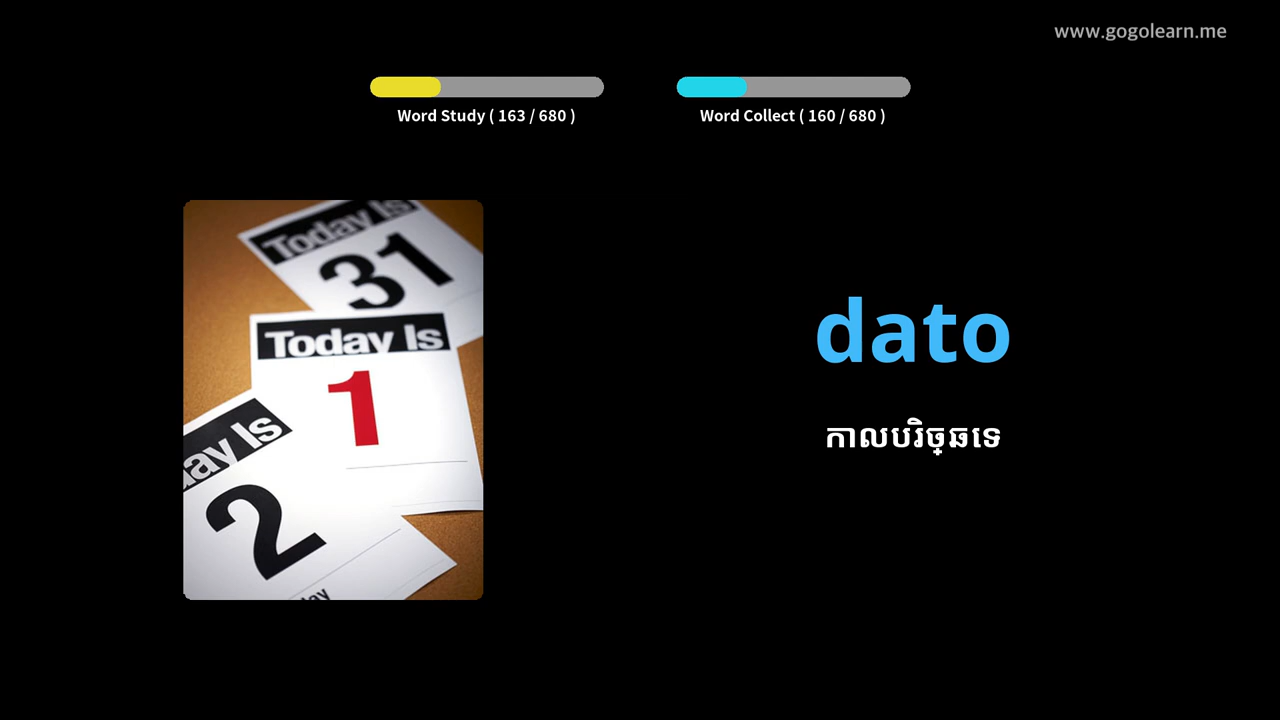 www.gogolearn.me
Word Study ( 163 / 680 )
Word Collect ( 160 / 680 )
Today Is
31
Today Is
1
ay Is
2
dato
កាលបរិច្ឆេទ